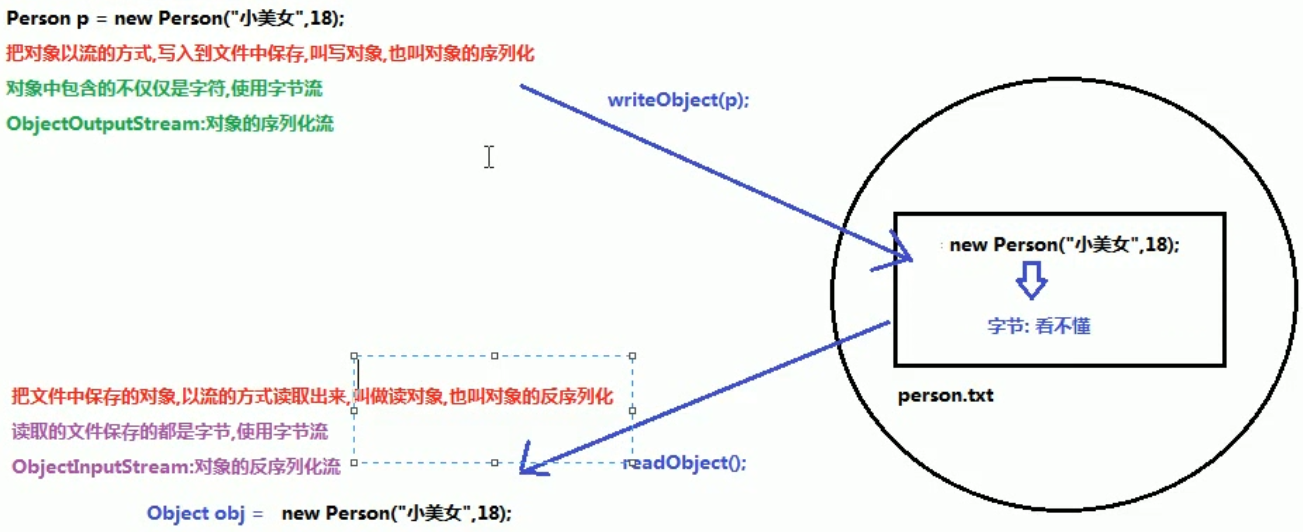 Person p = new Person("小美女",18);
把对象以流的方式,写入到文件中保存,叫写对象,也叫对象的序列化
对象中包含的不仅仅是字符,使用字节流
ObjectOutputStream:对象的序列化流
writeObject(p);
new Person("小美女",18);
字节: 看不懂
person.txt
把文件中保存的对象,以流的方式读取出来,叫做读对象,也叫对象的反序列化
读取的文件保存的都是字节,使用字节流
ObjectInputStream:对象的反序列化流
readObject();
Object obj = new Person("小美女",18);